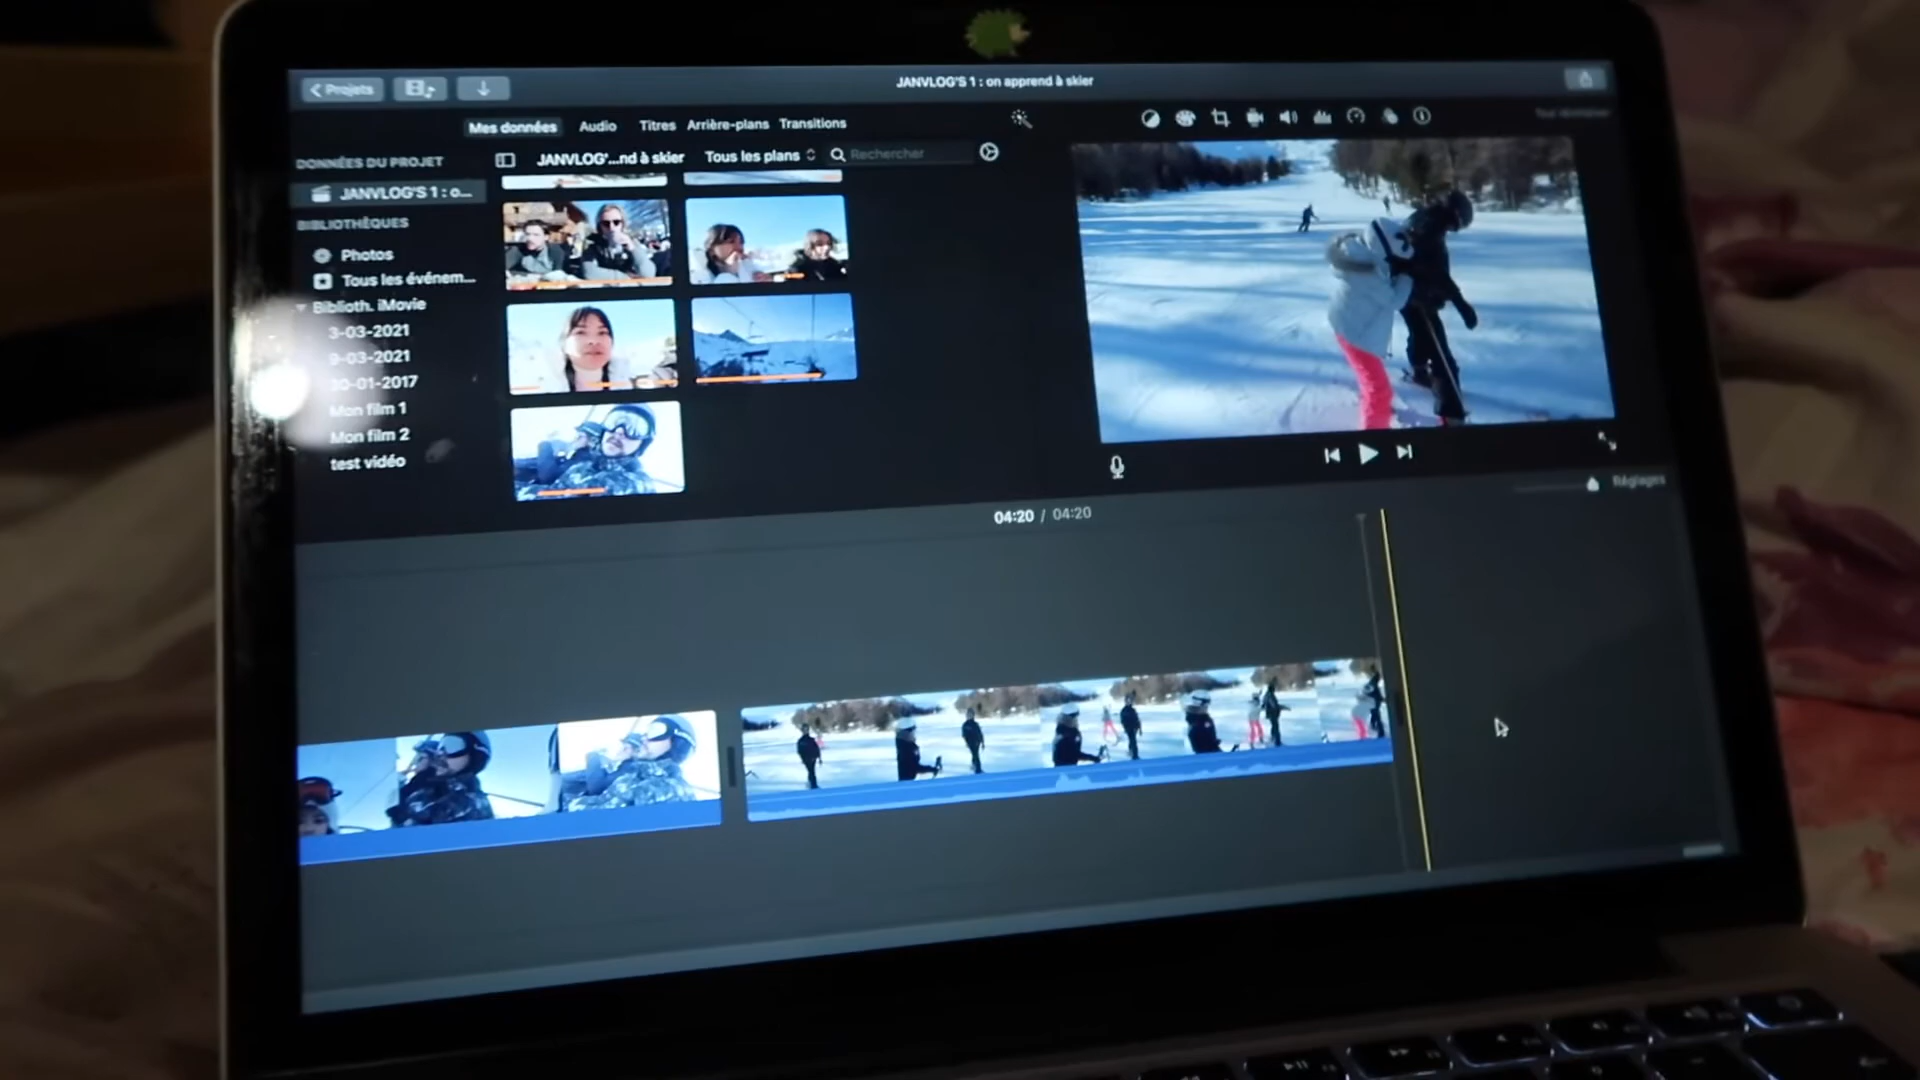 Projets
JANVLOG'S 1 : on apprend à skier
Mes données
Audio
Titres
Arrière-plans
Transitions
DONNÉES DU PROJET
JANVLOG'...nd à skier
Tous les plans
Rechercher
JANVLOG'S 1 : o...
BIBLIOTHÈQUES
Photos
Tous les événem...
Biblioth. iMovie
3-03-2021
9-03-2021
30-01-2017
Mon film 1
Mon film 2
test vidéo
Réglages
04:20 / 04:20